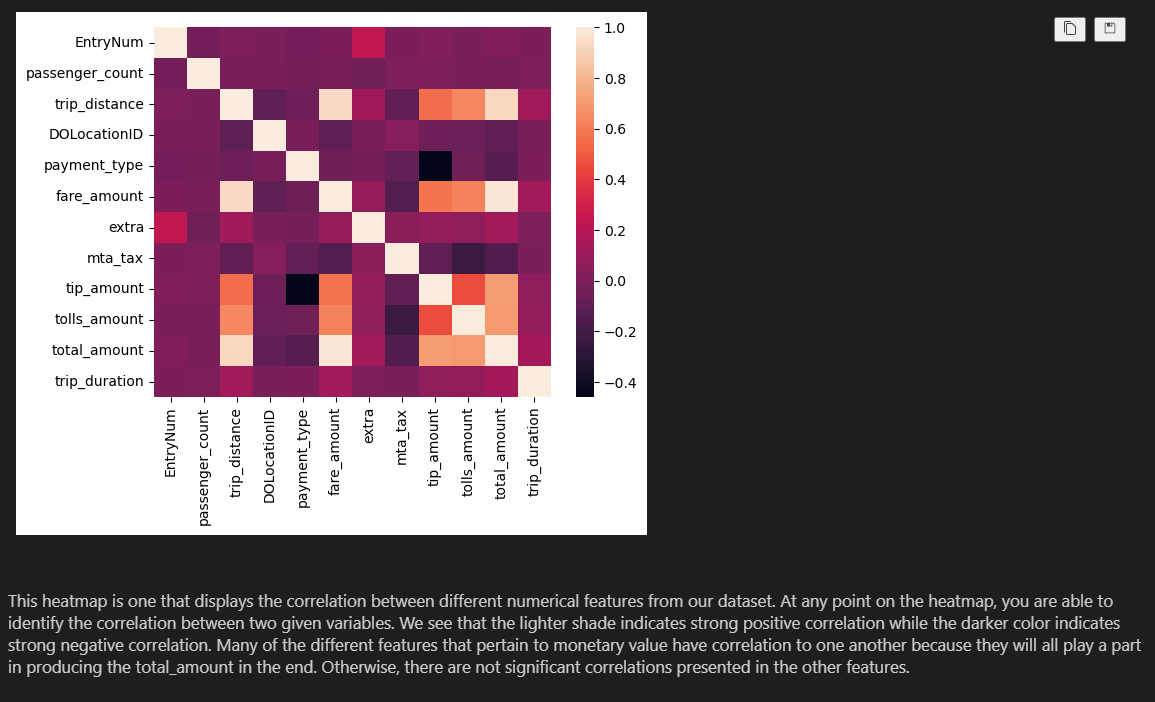 EntryNum
passenger_count
trip_distance
DOLocationID
payment_type
fare_amount
extra
mta_tax
tip_amount
tolls_amount
total_amount
trip_duration
EntryNum
passenger_count
trip_distance
DOLocationID
payment_type
fare_amount
extra
mta_tax
tip_amount
tolls_amount
total_amount
trip_duration
1.0
0.8
0.6
0.4
0.2
0.0
−0.2
−0.4
This heatmap is one that displays the correlation between different numerical features from our dataset. At any point on the heatmap, you are able to
identify the correlation between two given variables. We see that the lighter shade indicates strong positive correlation while the darker color indicates
strong negative correlation. Many of the different features that pertain to monetary value have correlation to one another because they will all play a part
in producing the total_amount in the end. Otherwise, there are not significant correlations presented in the other features.